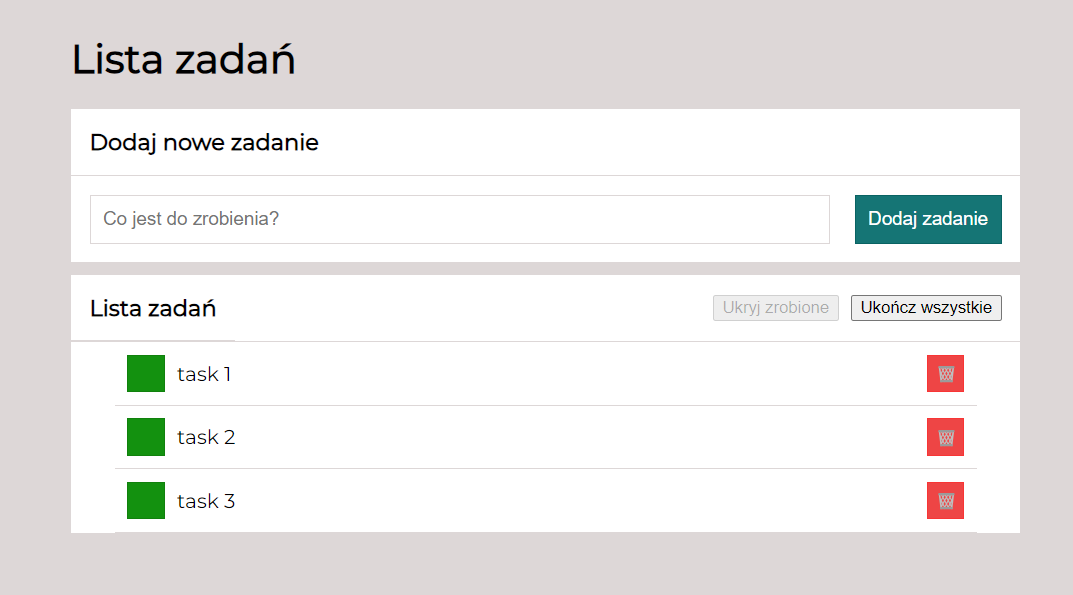 Lista zadań
Dodaj nowe zadanie
Co jest do zrobienia?
Dodaj zadanie
Lista zadań
Ukryj zrobione
Ukończ wszystkie
task 1
task 2
task 3